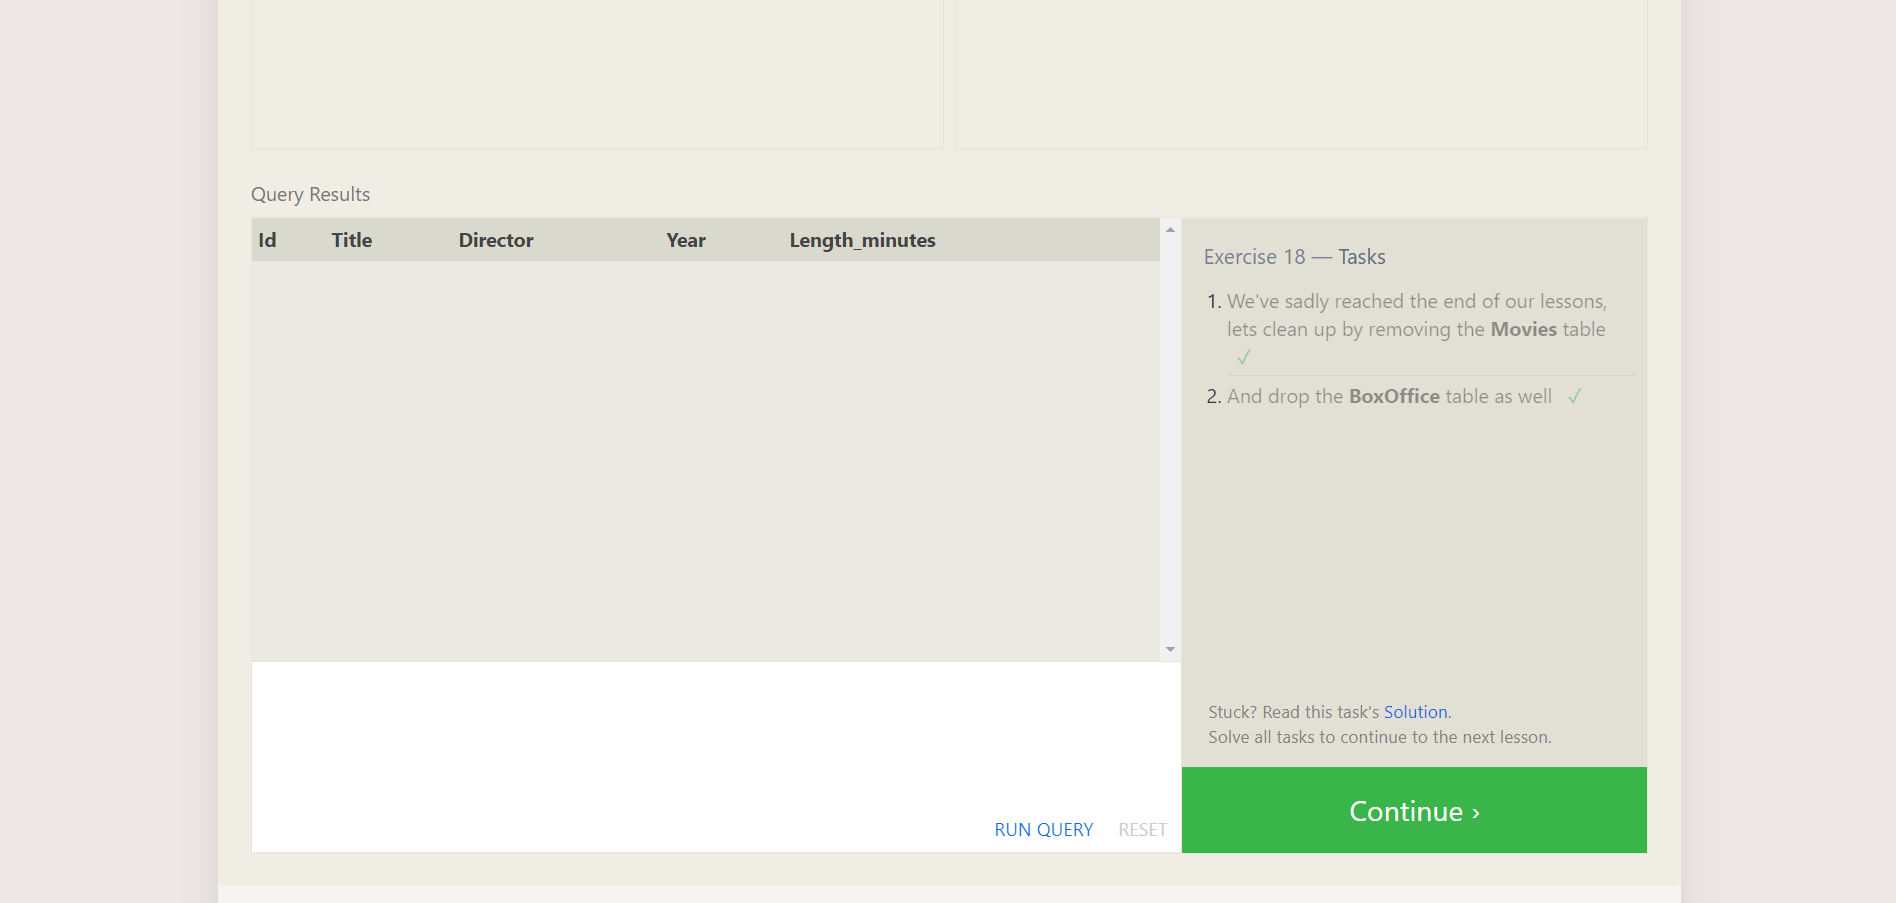 Query Results
Id Title Director Year Length_minutes
Exercise 18 — Tasks
1. We've sadly reached the end of our lessons,
lets clean up by removing the Movies table
✓
2. And drop the BoxOffice table as well ✓
Stuck? Read this task's Solution.
Solve all tasks to continue to the next lesson.
RUN QUERY RESET
Continue ›